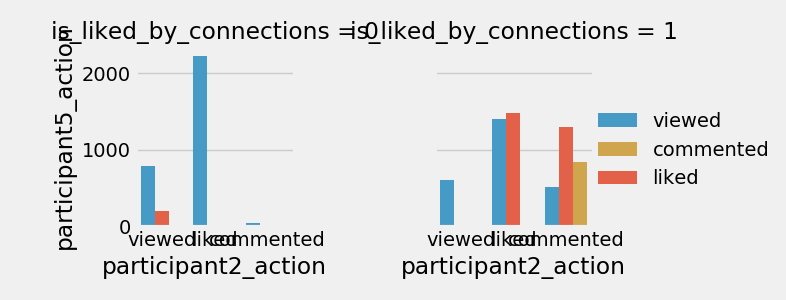 is_liked_by_connections = 0
is_liked_by_connections = 1
participant5_action
2000
1000
0
viewed liked commented
viewed liked commented
participant2_action
participant2_action
viewed
commented
liked